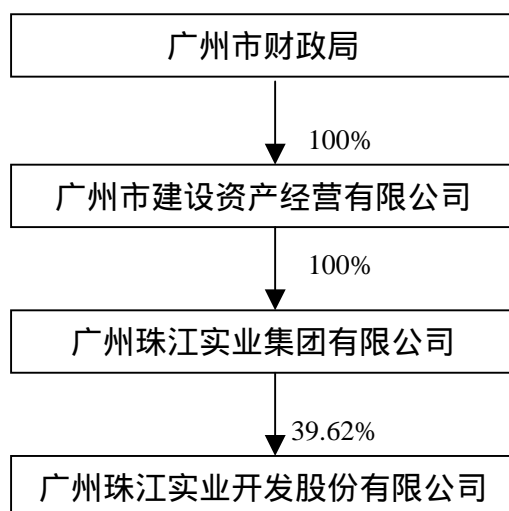 广州市财政局
100%
广州市建设资产经营有限公司
100%
广州珠江实业集团有限公司
39.62%
广州珠江实业开发股份有限公司